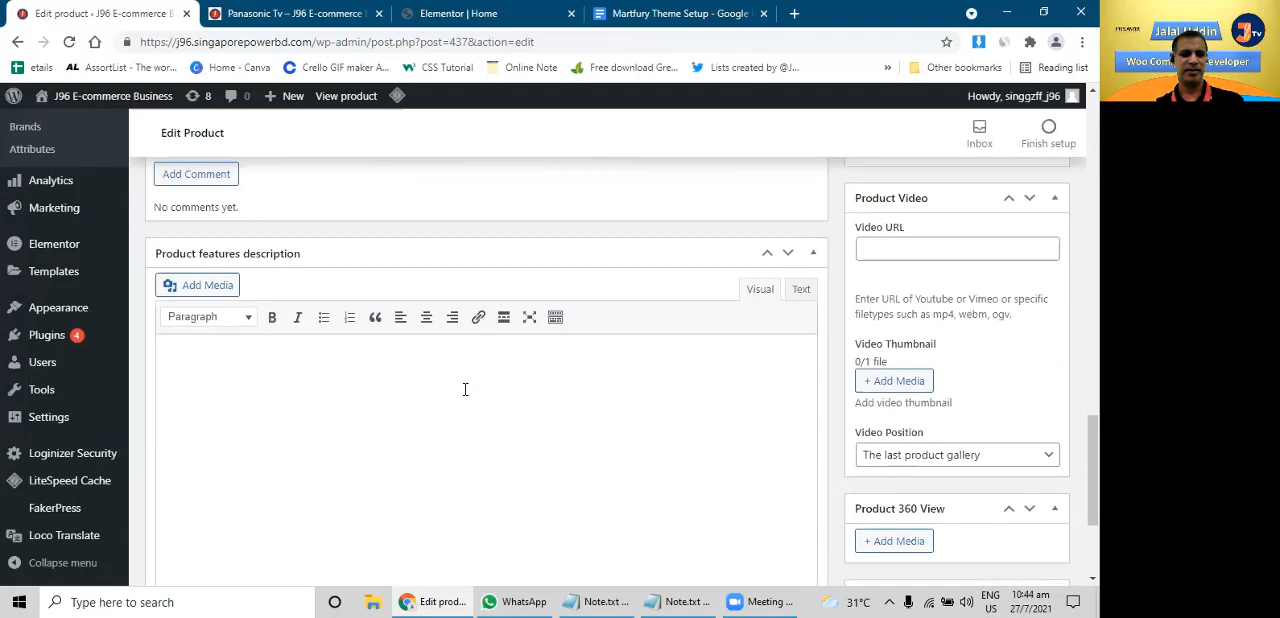 Edit product ‹ J96 E-commerce B
Panasonic Tv – J96 E-commerce
Elementor | Home
Martfury Theme Setup - Google
https://j96.singaporepowerbd.com/wp-admin/post.php?post=437&action=edit
etails
AL AssortList - The wor...
Home - Canva
Crello GIF maker A...
CSS Tutorial
Online Note
Free download Gre...
Lists created by @J...
»
Other bookmarks
Reading list
J96 E-commerce Business
8
0
New
View product
Howdy, singgzff_j96
Brands
Attributes
Analytics
Marketing
Elementor
Templates
Appearance
Plugins 4
Users
Tools
Settings
Loginizer Security
LiteSpeed Cache
FakerPress
Loco Translate
Collapse menu
Edit Product
Inbox
Finish setup
Add Comment
No comments yet.
Product features description
Add Media
Visual
Text
Paragraph
Product Video
Video URL
Enter URL of Youtube or Vimeo or specific
filetypes such as mp4, webm, ogv.
Video Thumbnail
0/1 file
+ Add Media
Add video thumbnail
Video Position
The last product gallery
Product 360 View
+ Add Media
Type here to search
Edit prod...
WhatsApp
Note.txt ...
Note.txt ...
Meeting ...
31°C
ENG
US
10:44 am
27/7/2021
Jalal Uddin
Woo Com
Developer